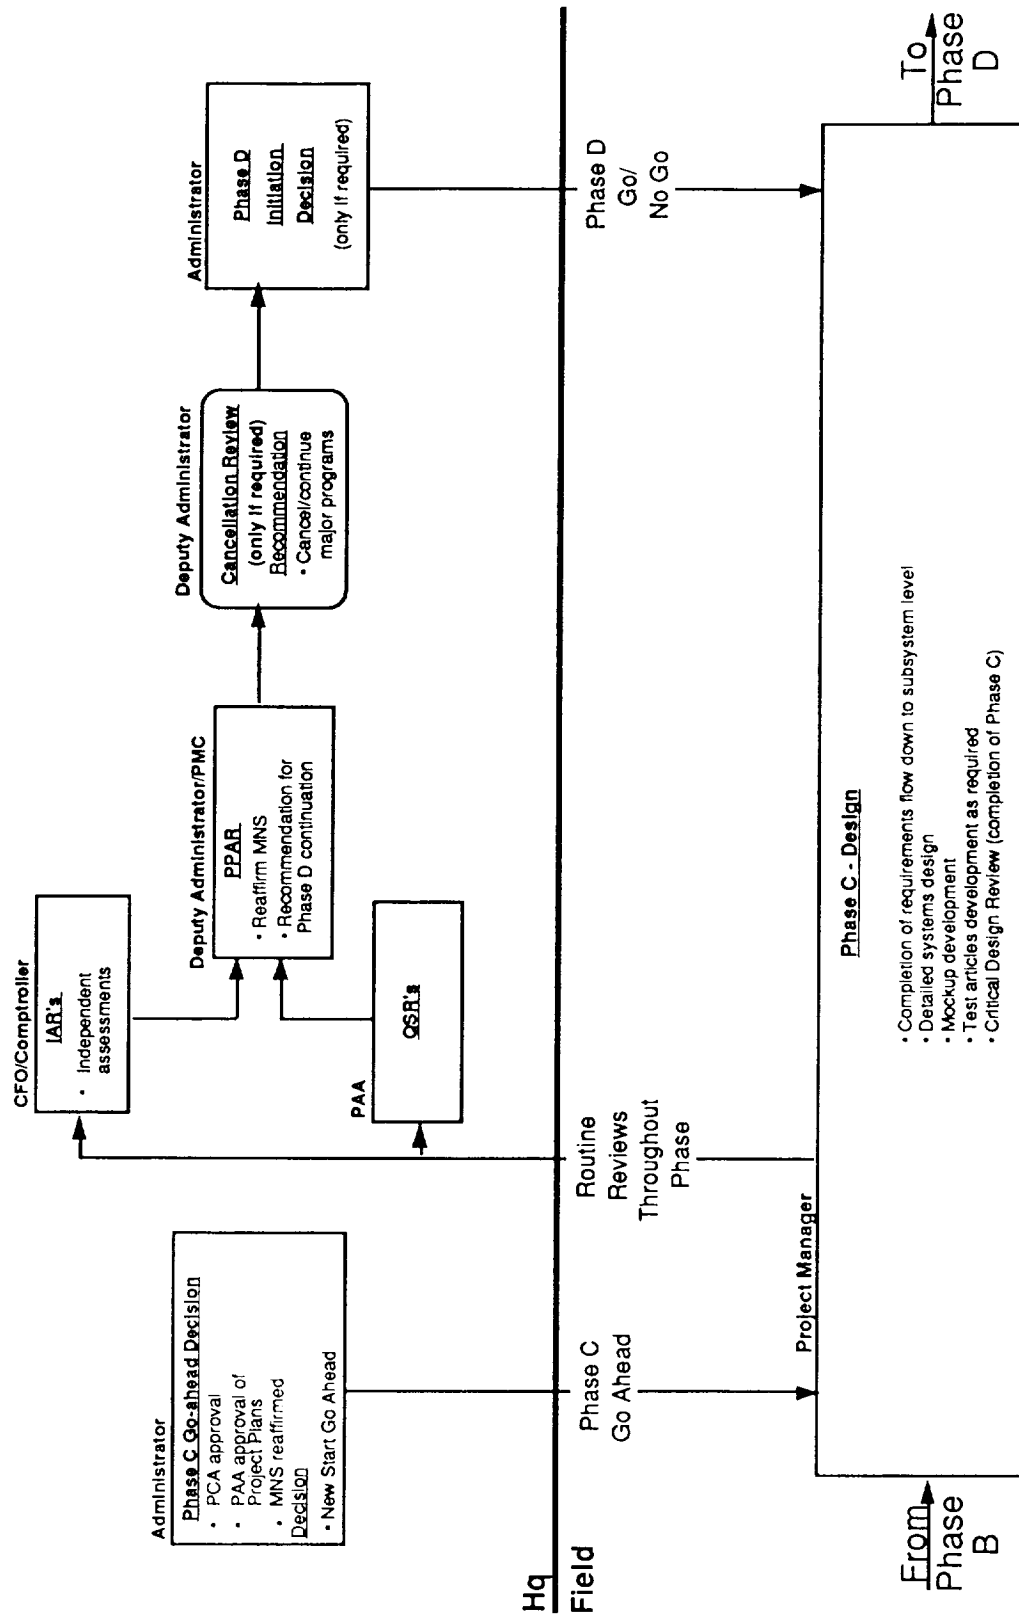 CFO/Comptroller
IAR's
• Independent
assessments
Administrator
Phase C Go-ahead Decision
• PCA approval
• PAA approval of
Project Plans
• MNS reaffirmed
Decision
• New Start Go Ahead
PAA
QSR's
Deputy Administrator/PMC
PPAR
• Reaffirm MNS
• Recommendation for
Phase D continuation
Deputy Administrator
Cancellation Review
(only if required)
Recommendation
• Cancel/continue
major programs
Administrator
Phase D
Initiation
Decision
(only if required)
Hq
Field
Phase C
Go Ahead
Routine
Reviews
Throughout
Phase
Phase D
Go/
No Go
Project Manager
Phase C - Design
• Completion of requirements flow down to subsystem level
• Detailed systems design
• Mockup development
• Test articles development as required
• Critical Design Review (completion of Phase C)
From
Phase
B
To
Phase
D